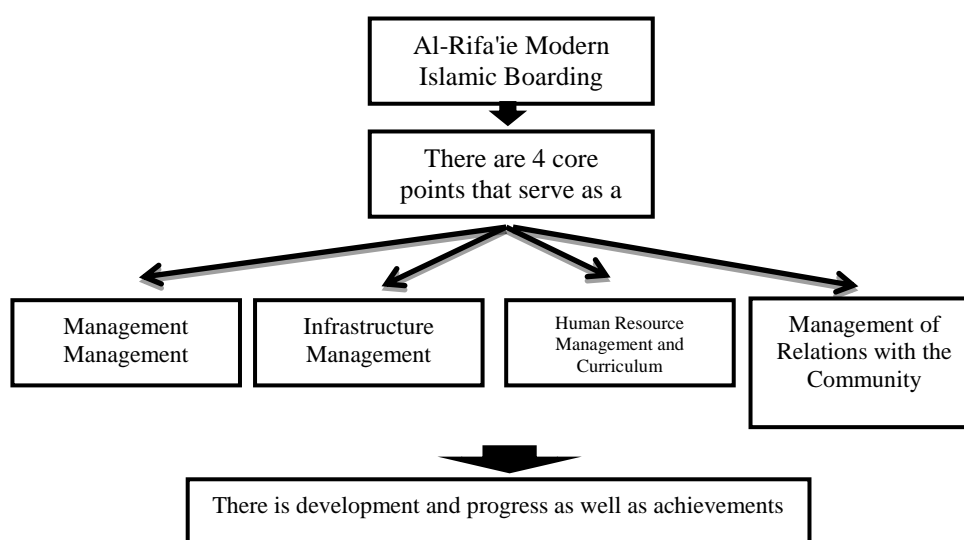 Al-Rifa'ie Modern
Islamic Boarding
There are 4 core
points that serve as a
Management
Management
Infrastructure
Management
Human Resource
Management and
Curriculum
Management of
Relations with the
Community
There is development and progress as well as achievements